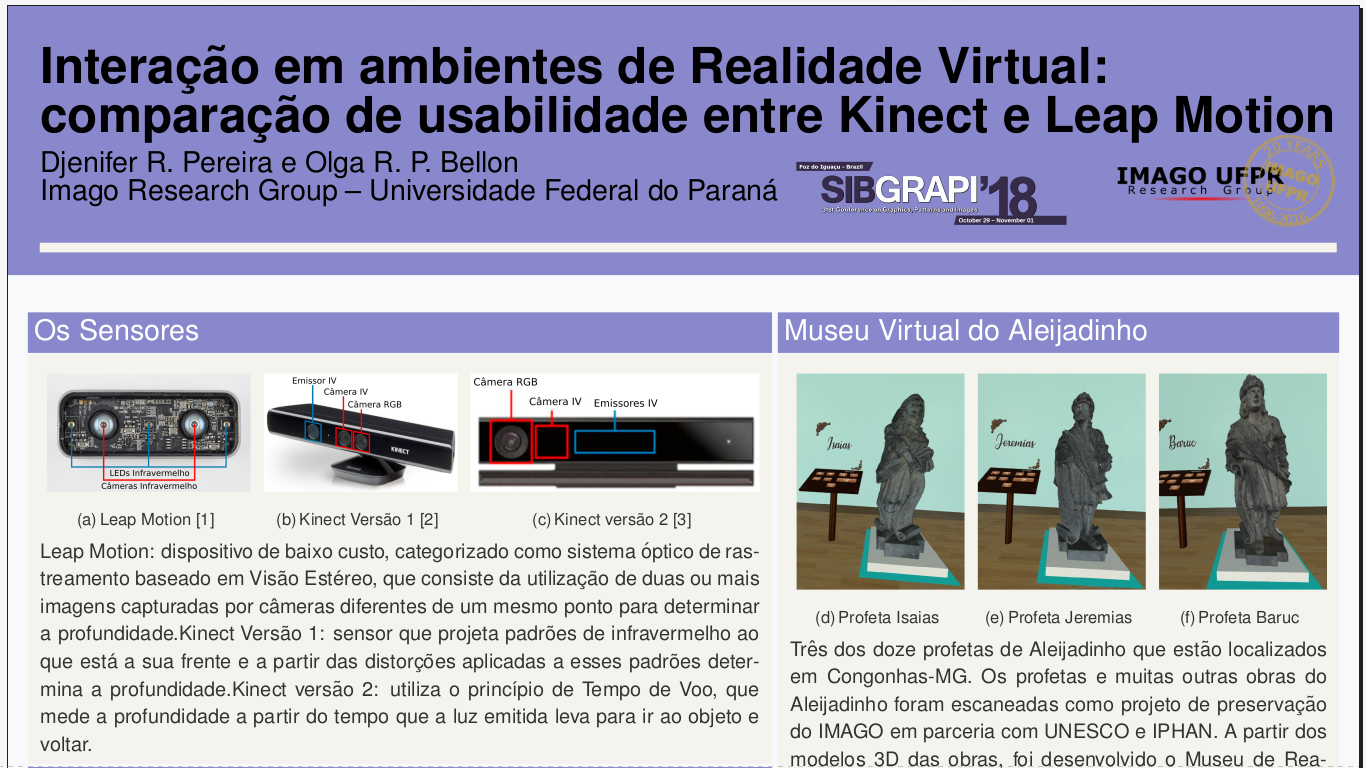 Interação em ambientes de Realidade Virtual:
comparação de usabilidade entre Kinect e Leap Motion
Djenifer R. Pereira e Olga R. P. Bellon
Imago Research Group – Universidade Federal do Paraná
Foz do Iguaçu - Brazil
SIBGRAPI'18
31st Conference on Graphics, Patterns and Images
October 29 – November 01
IMAGO UFPR
Research Group
20 YEARS
IMAGO
UFPR
1996 2016
Os Sensores
LEDs Infravermelho
Câmeras Infravermelho
Emissor IV
Câmera IV
Câmera RGB
KINECT
Câmera RGB
Câmera IV
Emissores IV
(a) Leap Motion [1]
(b) Kinect Versão 1 [2]
(c) Kinect versão 2 [3]
Leap Motion: dispositivo de baixo custo, categorizado como sistema óptico de ras-
treamento baseado em Visão Estéreo, que consiste da utilização de duas ou mais
imagens capturadas por câmeras diferentes de um mesmo ponto para determinar
a profundidade.Kinect Versão 1: sensor que projeta padrões de infravermelho ao
que está a sua frente e a partir das distorções aplicadas a esses padrões deter-
mina a profundidade.Kinect versão 2: utiliza o princípio de Tempo de Voo, que
mede a profundidade a partir do tempo que a luz emitida leva para ir ao objeto e
voltar.
Museu Virtual do Aleijadinho
Isaias
Jeremias
Baruc
(d) Profeta Isaias
(e) Profeta Jeremias
(f) Profeta Baruc
Três dos doze profetas de Aleijadinho que estão localizados
em Congonhas-MG. Os profetas e muitas outras obras do
Aleijadinho foram escaneadas como projeto de preservação
do IMAGO em parceria com UNESCO e IPHAN. A partir dos
modelos 3D das obras, foi desenvolvido o Museu de Rea-